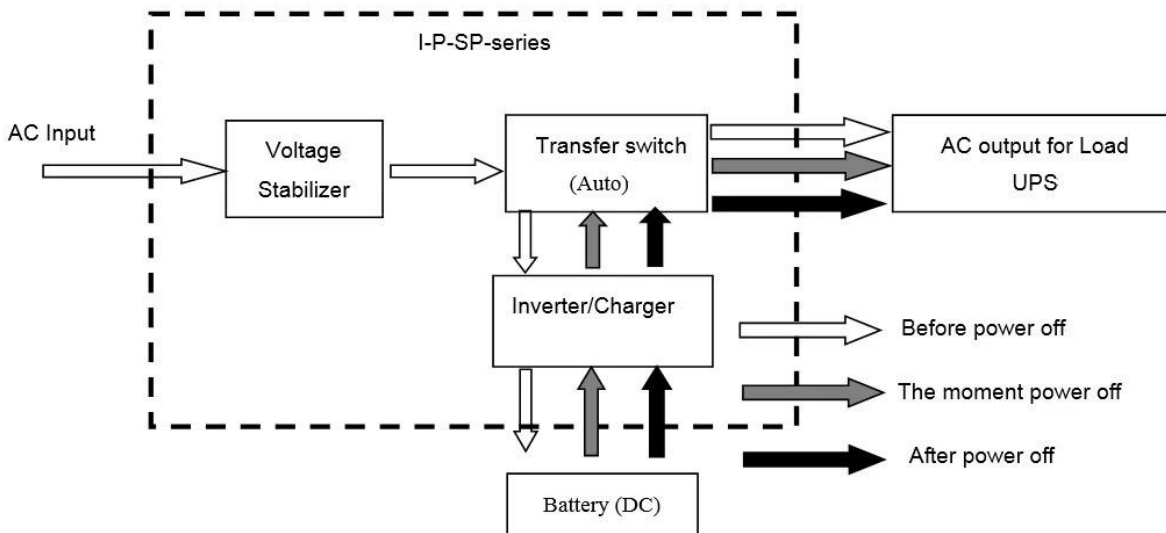 I-P-SP-series
AC Input
Voltage
Stabilizer
Transfer switch
(Auto)
AC output for Load
UPS
Inverter/Charger
Before power off
The moment power off
After power off
Battery (DC)